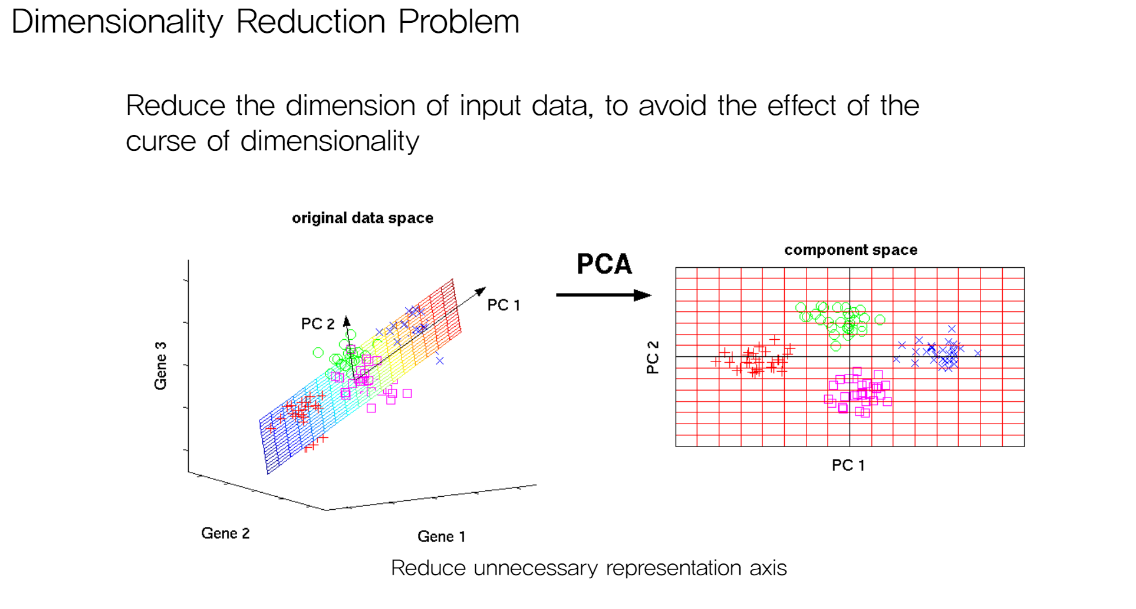 Dimensionality Reduction Problem
Reduce the dimension of input data, to avoid the effect of the
curse of dimensionality
original data space
PCA
component space
PC 1
PC 2
Gene 3
PC 2
PC 1
Gene 2
Gene 1
Reduce unnecessary representation axis